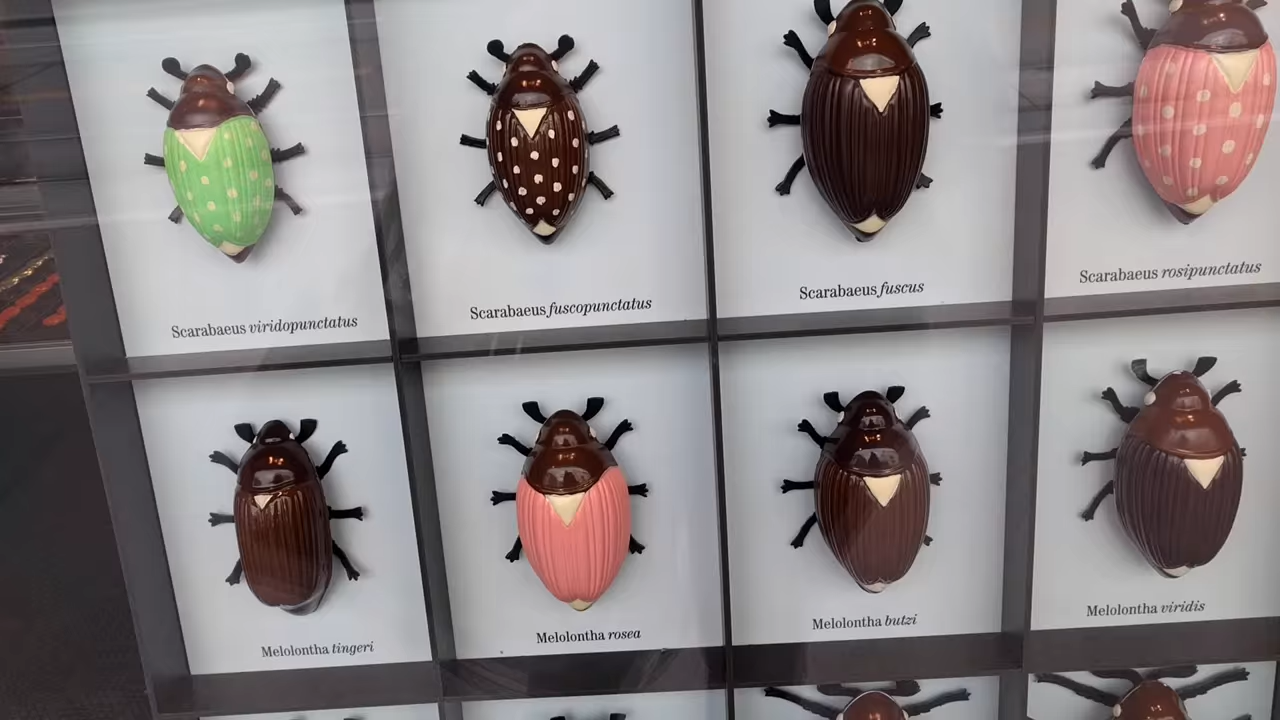 Scarabaeus viridopunctatus
Scarabaeus fuscopunctatus
Scarabaeus fuscus
Scarabaeus rosipunctatus
Melolontha tingeri
Melolontha rosea
Melolontha butzi
Melolontha viridis